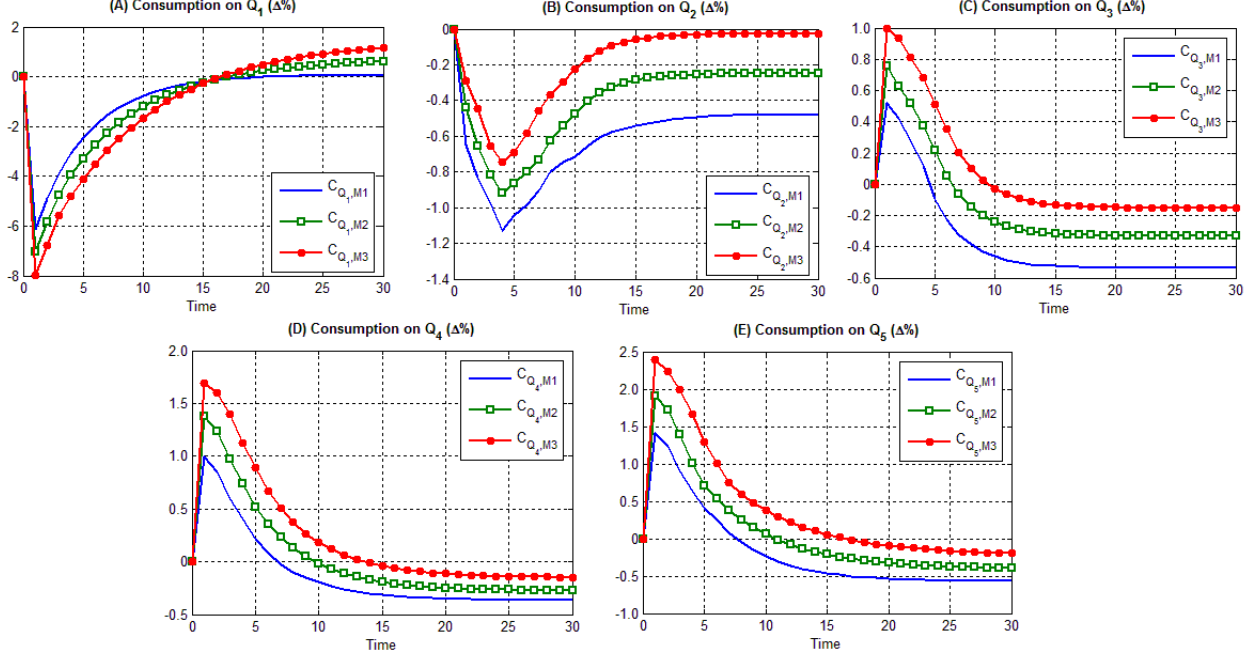 (A) Consumption on Q1 (Δ%)
2
0
-2
-4
-6
-8
0
5
10
15
20
25
30
Time
CQ1,M1
CQ1,M2
CQ1,M3
(B) Consumption on Q2 (Δ%)
0
-0.2
-0.4
-0.6
-0.8
-1.0
-1.2
-1.4
0
5
10
15
20
25
30
Time
CQ2,M1
CQ2,M2
CQ2,M3
(C) Consumption on Q3 (Δ%)
1.0
0.8
0.6
0.4
0.2
0
-0.2
-0.4
-0.6
0
5
10
15
20
25
30
Time
CQ3,M1
CQ3,M2
CQ3,M3
(D) Consumption on Q4 (Δ%)
2.0
1.5
1.0
0.5
0
-0.5
0
5
10
15
20
25
30
Time
CQ4,M1
CQ4,M2
CQ4,M3
(E) Consumption on Q5 (Δ%)
2.5
2.0
1.5
1.0
0.5
0
-0.5
-1.0
0
5
10
15
20
25
30
Time
CQ5,M1
CQ5,M2
CQ5,M3